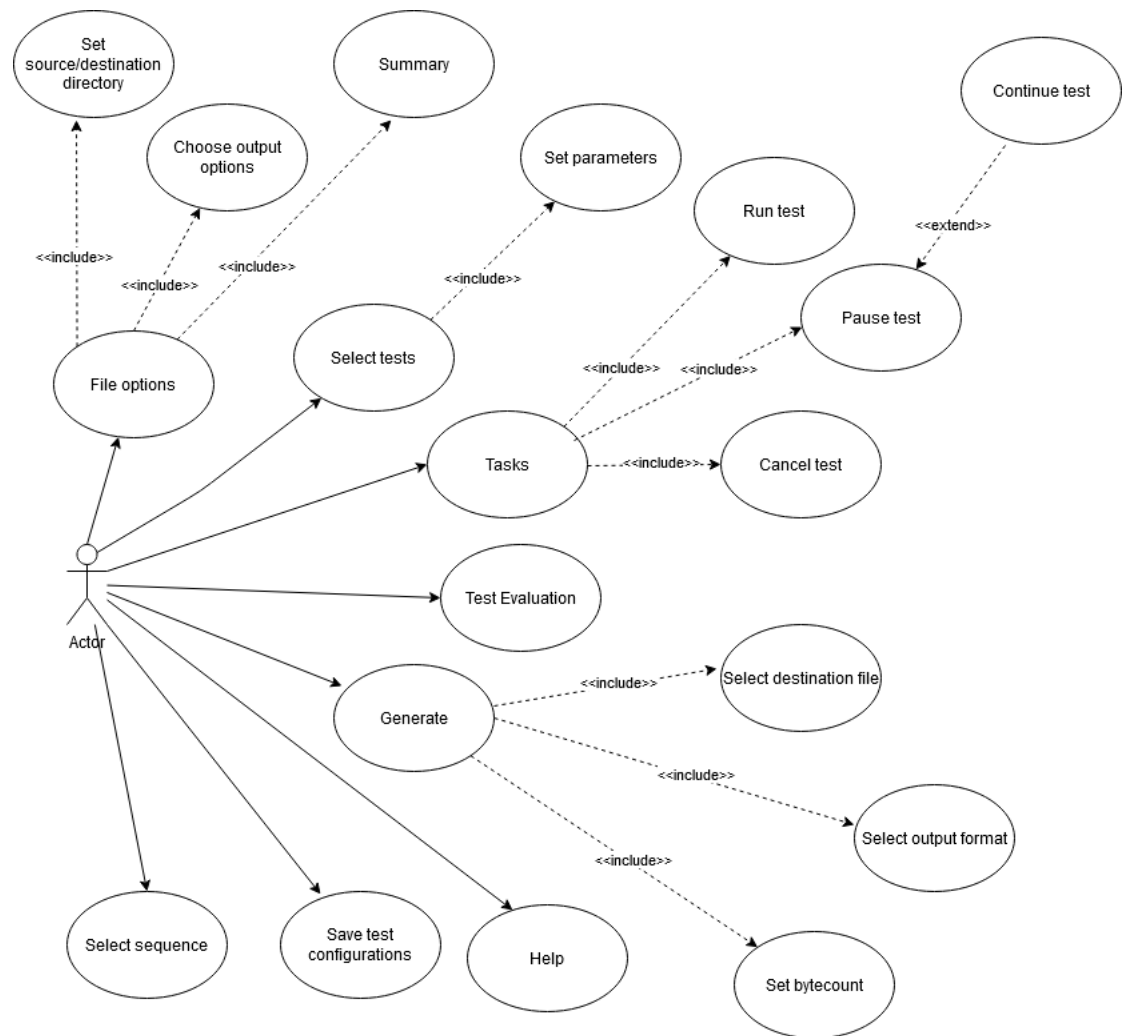 Set
source/destination
directory
Summary
Continue test
Choose output
options
Set parameters
Run test
<<include>>
<<include>>
<<include>>
<<include>>
<<extend>>
Pause test
File options
Select tests
<<include>>
<<include>>
Tasks
<<include>>
Cancel test
Test Evaluation
Actor
Generate
<<include>>
Select destination file
<<include>>
Select output format
<<include>>
Select sequence
Save test
configurations
Help
Set bytecount